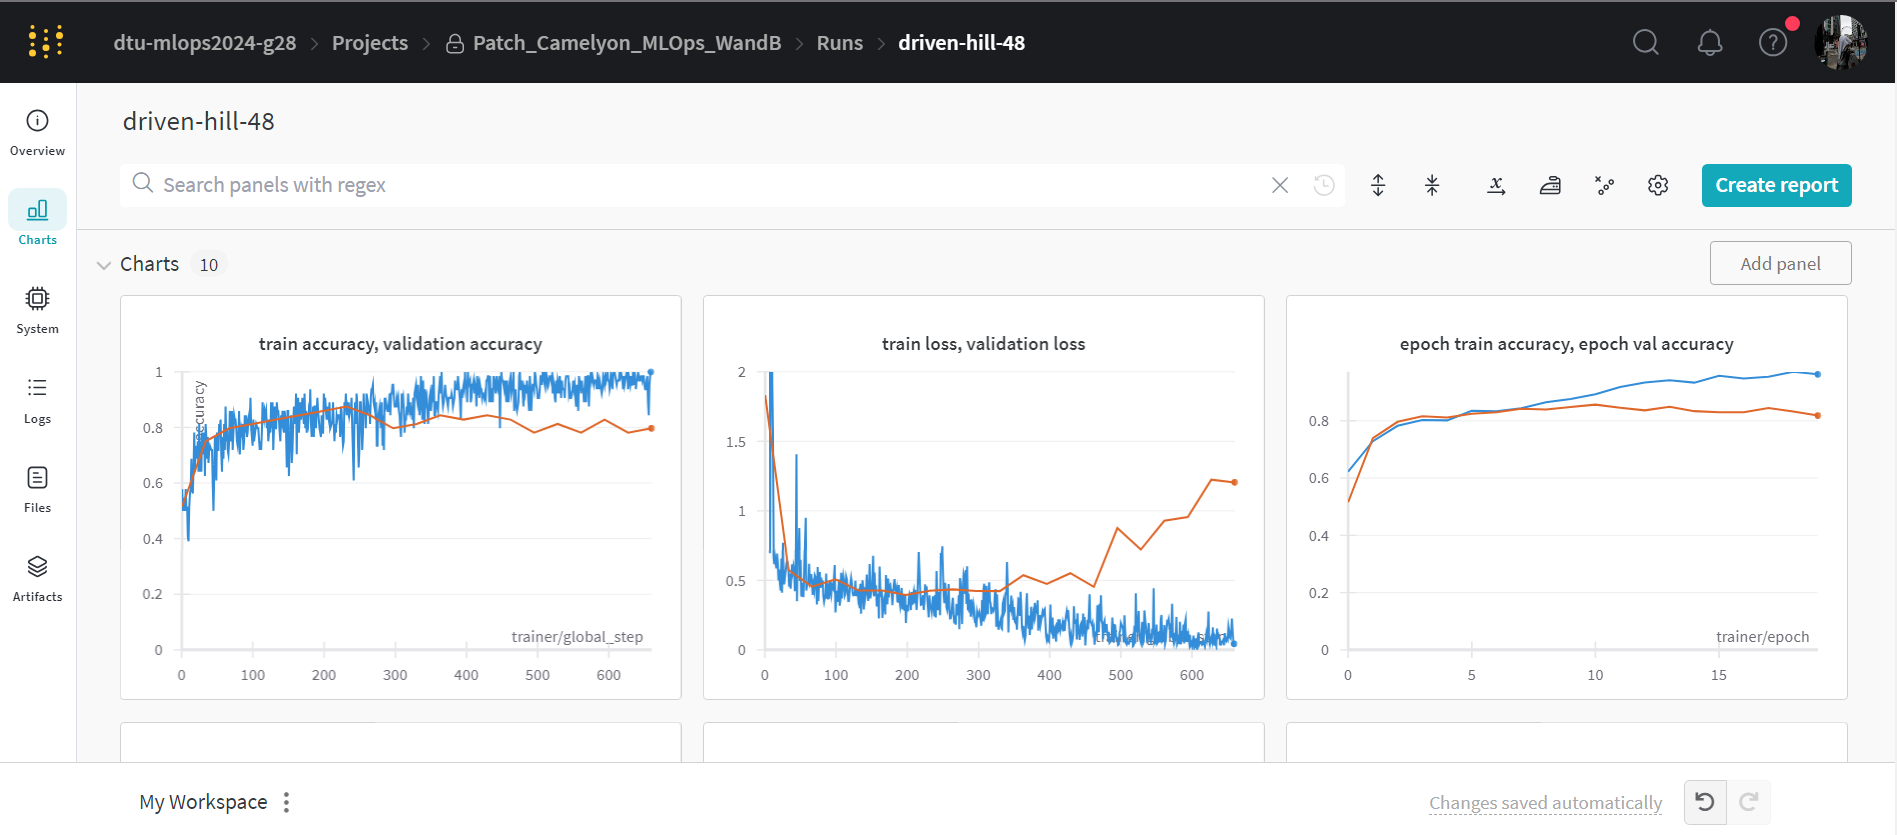 dtu-mlops2024-g28 > Projects > Patch_Camelyon_MLOps_WandB > Runs > driven-hill-48
Overview
Charts
System
Logs
Files
Artifacts
driven-hill-48
Search panels with regex
Create report
Charts 10
Add panel
train accuracy, validation accuracy
accuracy
1
0.8
0.6
0.4
0.2
0
trainer/global_step
0 100 200 300 400 500 600
train loss, validation loss
2
1.5
1
0.5
0
0 100 200 300 400 500 600
epoch train accuracy, epoch val accuracy
0.8
0.6
0.4
0.2
0
trainer/epoch
0 5 10 15
My Workspace
Changes saved automatically